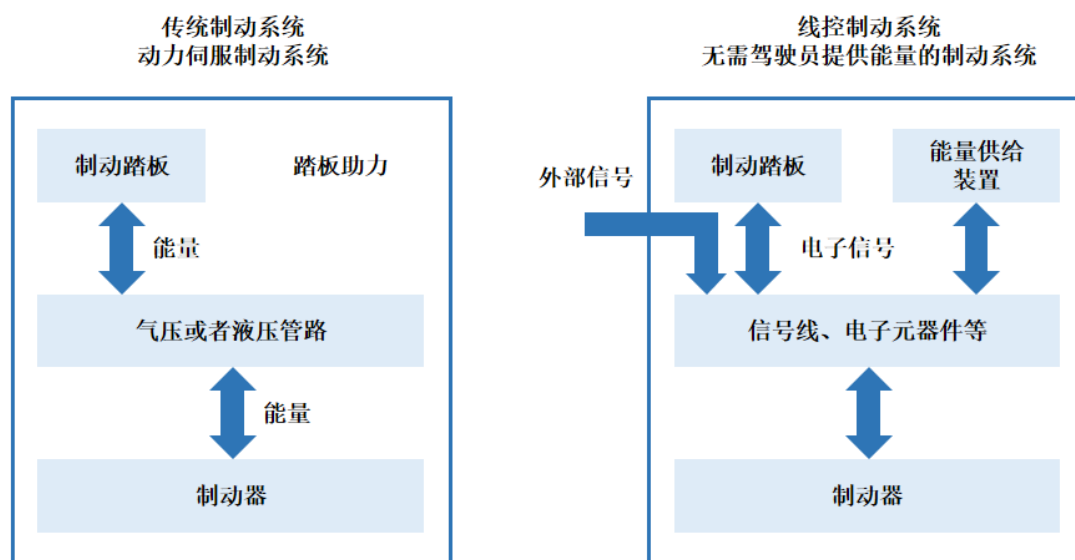 传统制动系统
动力伺服制动系统
制动踏板
踏板助力
能量
气压或者液压管路
能量
制动器
线控制动系统
无需驾驶员提供能量的制动系统
外部信号
制动踏板
能量供给
装置
电子信号
信号线、电子元器件等
制动器